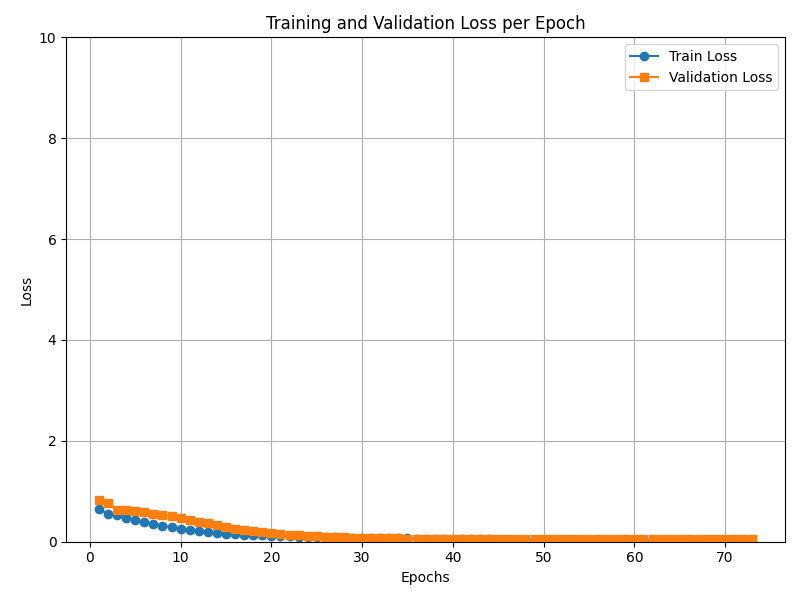 Training and Validation Loss per Epoch
Train Loss
Validation Loss
10
8
6
4
2
0
Loss
0 10 20 30 40 50 60 70
Epochs